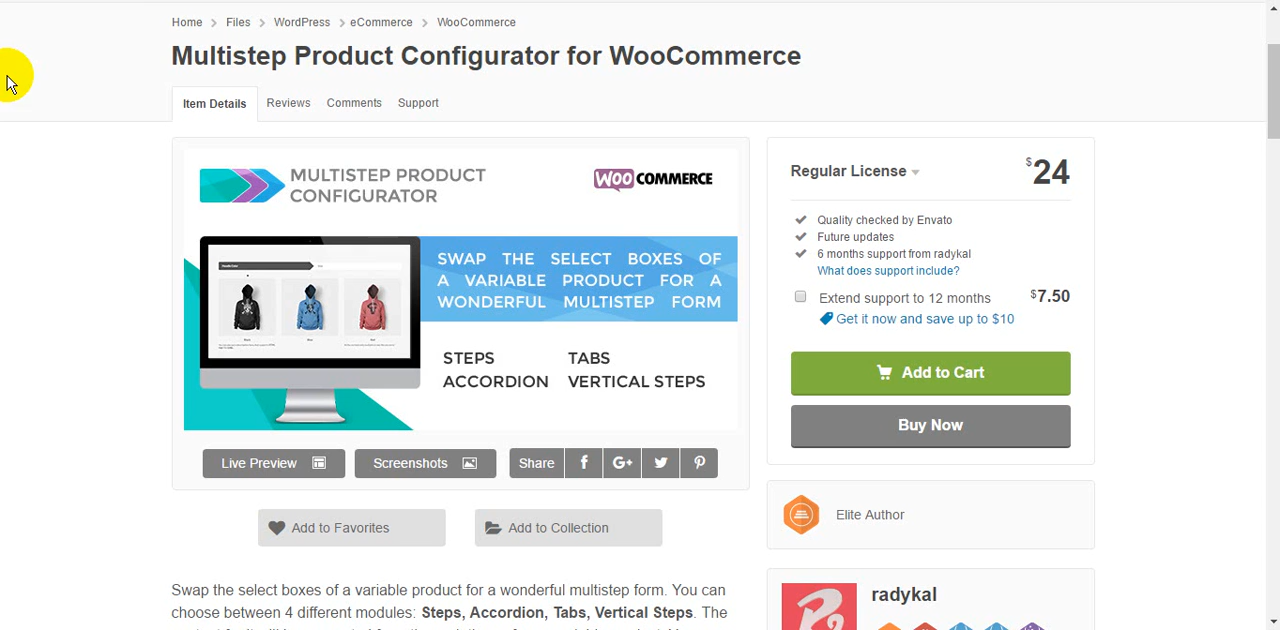 Home > Files > WordPress > eCommerce > WooCommerce
Multistep Product Configurator for WooCommerce
Item Details Reviews Comments Support
MULTISTEP PRODUCT
CONFIGURATOR
WOOCOMMERCE
SWAP THE SELECT BOXES OF
A VARIABLE PRODUCT FOR A
WONDERFUL MULTISTEP FORM
STEPS TABS
ACCORDION VERTICAL STEPS
Live Preview Screenshots Share
Add to Favorites Add to Collection
Swap the select boxes of a variable product for a wonderful multistep form. You can
choose between 4 different modules: Steps, Accordion, Tabs, Vertical Steps. The
Regular License $24
Quality checked by Envato
Future updates
6 months support from radykal
What does support include?
Extend support to 12 months $7.50
Get it now and save up to $10
Add to Cart
Buy Now
Elite Author
radykal